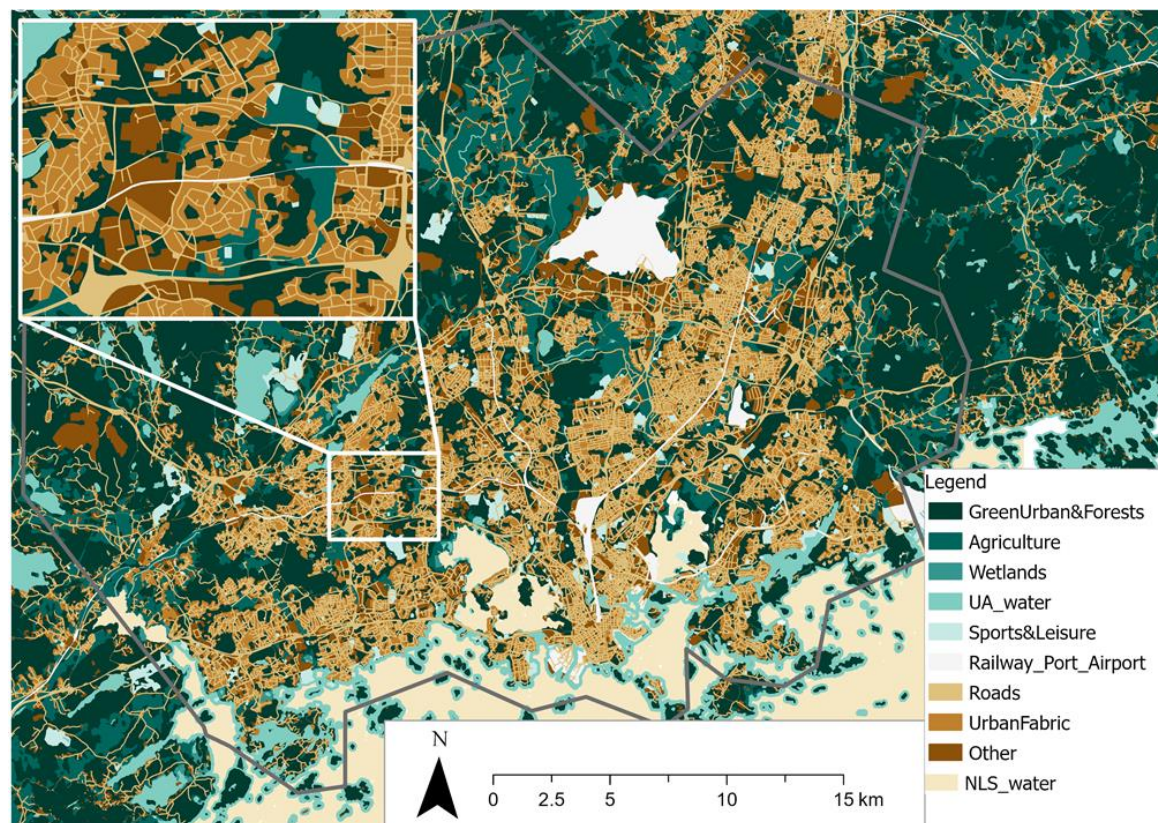 Legend
GreenUrban&Forests
Agriculture
Wetlands
UA_water
Sports&Leisure
Railway_Port_Airport
Roads
UrbanFabric
Other
NLS_water
N
0 2.5 5 10 15 km